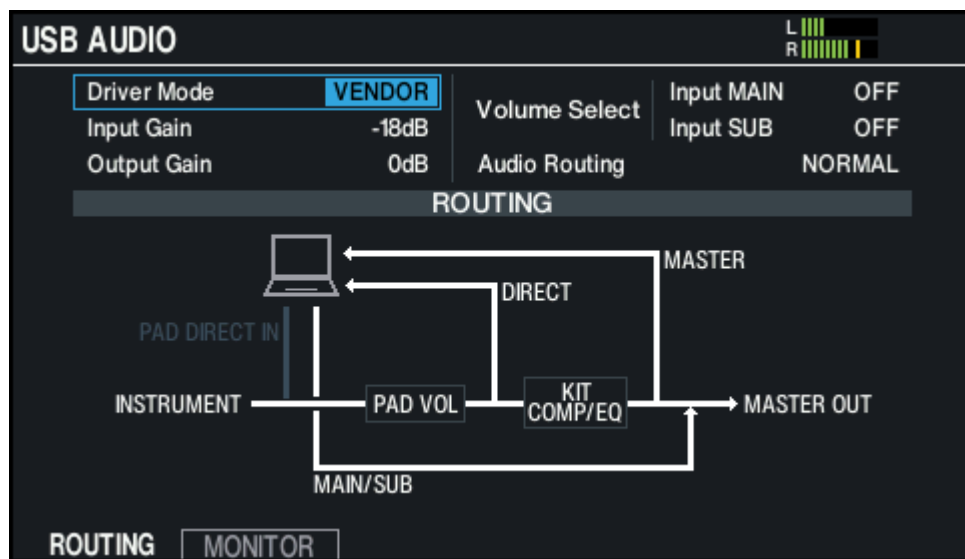 USB AUDIO
L
R
Driver Mode VENDOR
Input Gain -18dB
Output Gain 0dB
Volume Select
Input MAIN OFF
Input SUB OFF
Audio Routing NORMAL
ROUTING
MASTER
DIRECT
PAD DIRECT IN
INSTRUMENT
PAD VOL
KIT
COMP/EQ
MASTER OUT
MAIN/SUB
ROUTING MONITOR